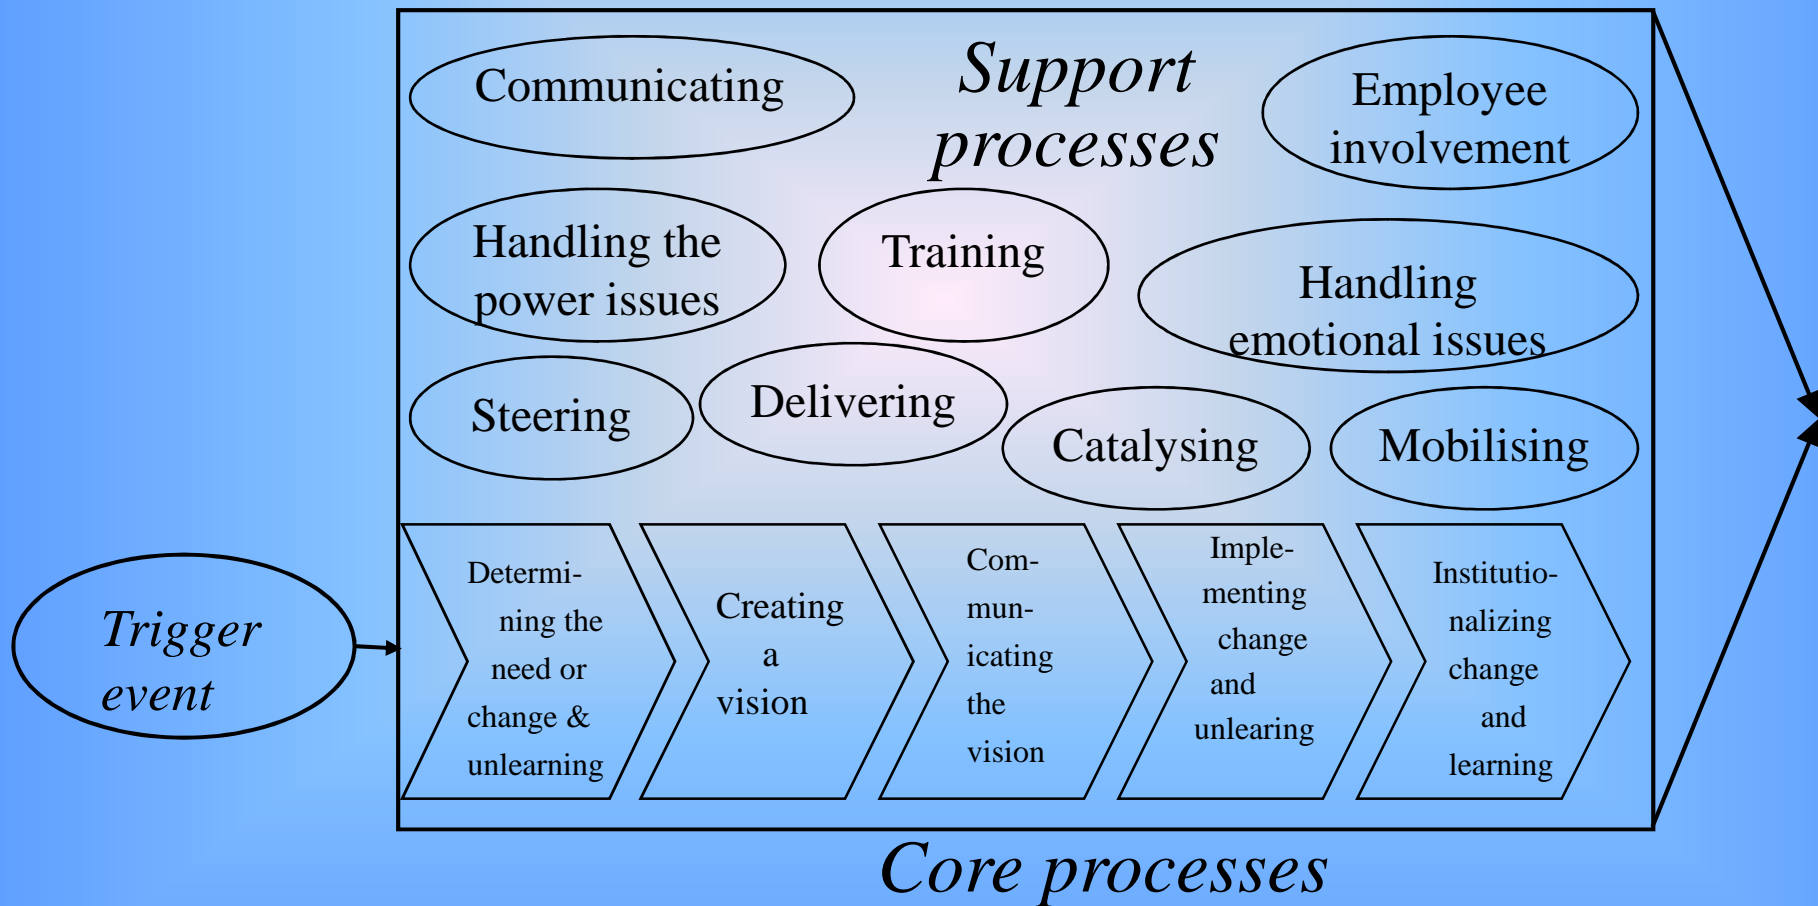 Communicating
Support
processes
Employee
involvement
Handling the
power issues
Training
Handling
emotional issues
Steering
Delivering
Catalysing
Mobilising
Trigger
event
Determi-
ning the
need or
change &
unlearning
Creating
a
vision
Com-
mun-
icating
the
vision
Imple-
menting
change
and
unlearing
Institutio-
nalizing
change
and
learning
Core processes